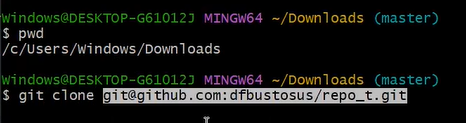 Windows@DESKTOP-G61012J MINGW64 ~/Downloads (master)
$ pwd
/c/Users/Windows/Downloads
Windows@DESKTOP-G61012J MINGW64 ~/Downloads (master)
$ git clone git@github.com:dfbustosus/repo_t.git